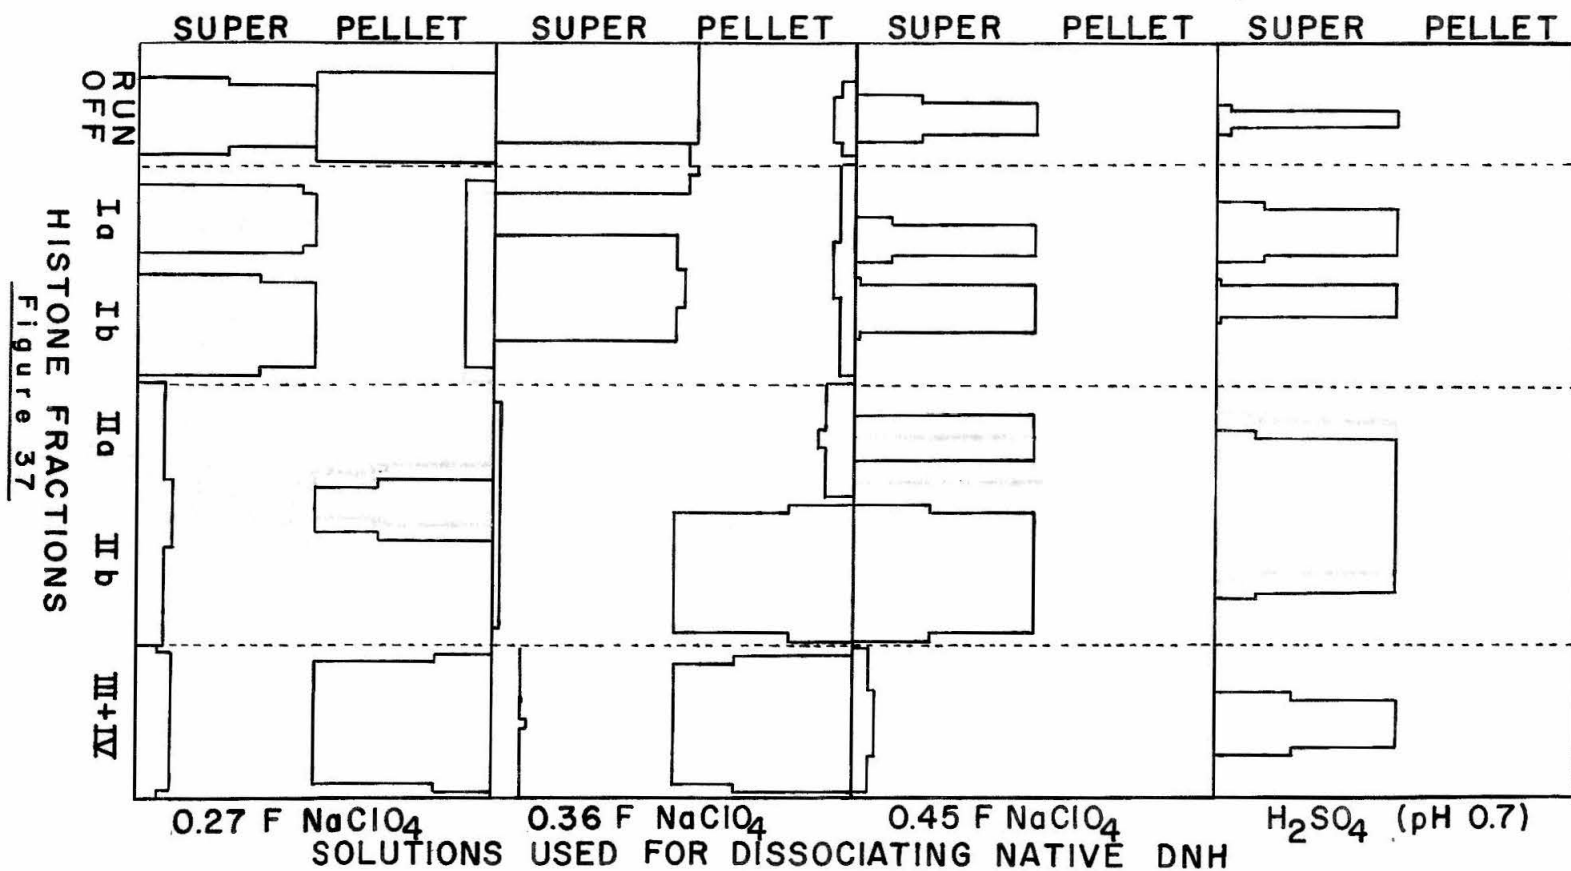 SUPER PELLET SUPER PELLET SUPER PELLET SUPER PELLET
RUN
OFF
Ia
Ib
IIa
IIb
III+IV
HISTONE FRACTIONS
Figure 37
0.27 F NaClO4 0.36 F NaClO4 0.45 F NaClO4 H2SO4 (pH 0.7)
SOLUTIONS USED FOR DISSOCIATING NATIVE DNH